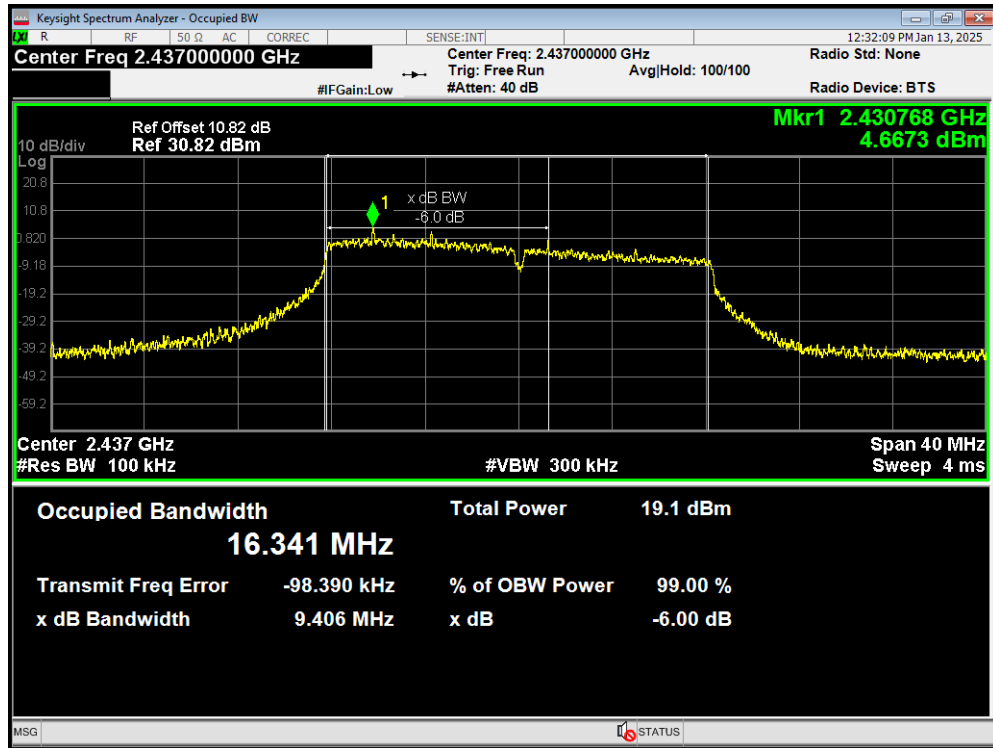 Keysight Spectrum Analyzer - Occupied BW
LXI R RF 50 Ω AC CORREC SENSE:INT 12:32:09 PM Jan 13, 2025
Center Freq 2.437000000 GHz
Center Freq: 2.437000000 GHz
Radio Std: None
Trig: Free Run
Avg|Hold: 100/100
#IFGain:Low
#Atten: 40 dB
Radio Device: BTS
Mkr1 2.430768 GHz
4.6673 dBm
Ref Offset 10.82 dB
10 dB/div Ref 30.82 dBm
Log
20.8
10.8
0.820
-9.18
-19.2
-29.2
-39.2
-49.2
-59.2
1
x dB BW
-6.0 dB
Center 2.437 GHz
Span 40 MHz
#Res BW 100 kHz
#VBW 300 kHz
Sweep 4 ms
Occupied Bandwidth
16.341 MHz
Total Power 19.1 dBm
Transmit Freq Error -98.390 kHz
% of OBW Power 99.00 %
x dB Bandwidth 9.406 MHz
x dB -6.00 dB
MSG
STATUS